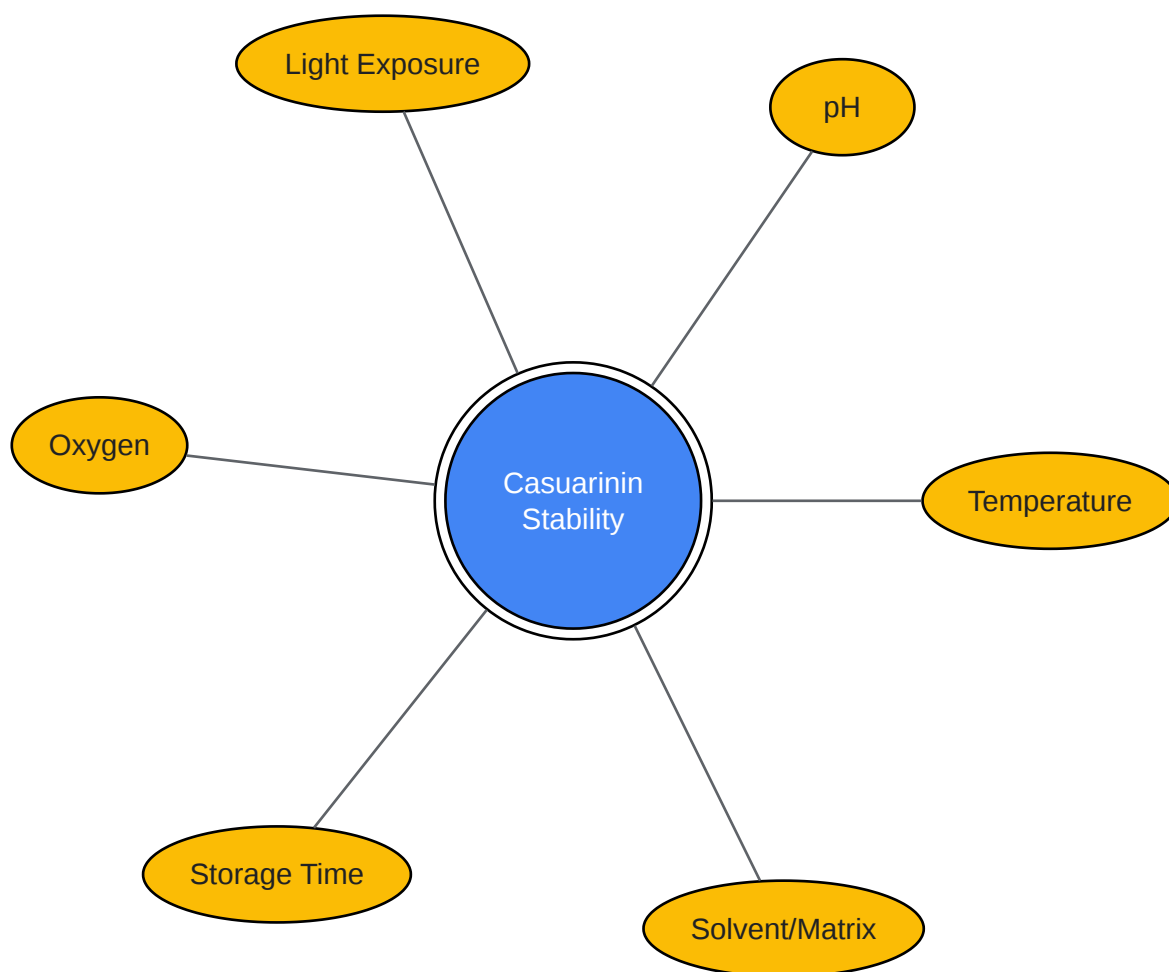 Light Exposure
pH
Oxygen
Casuarinin
Stability
Temperature
Storage Time
Solvent/Matrix